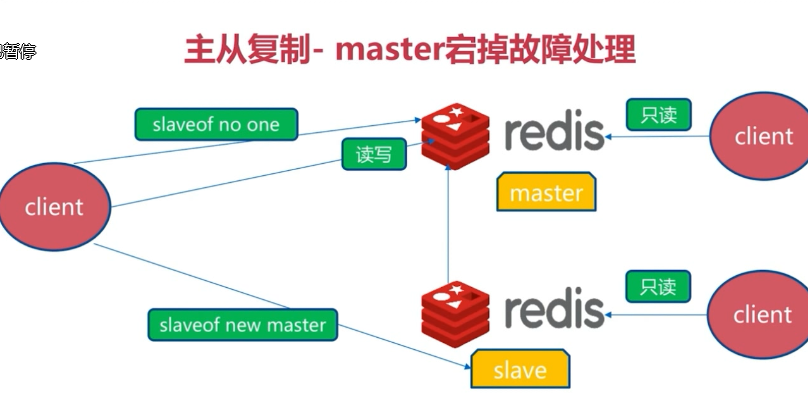 主从复制- master宕掉故障处理
暂停
slaveof no one
读写
redis
只读
client
client
master
redis
只读
client
slaveof new master
slave